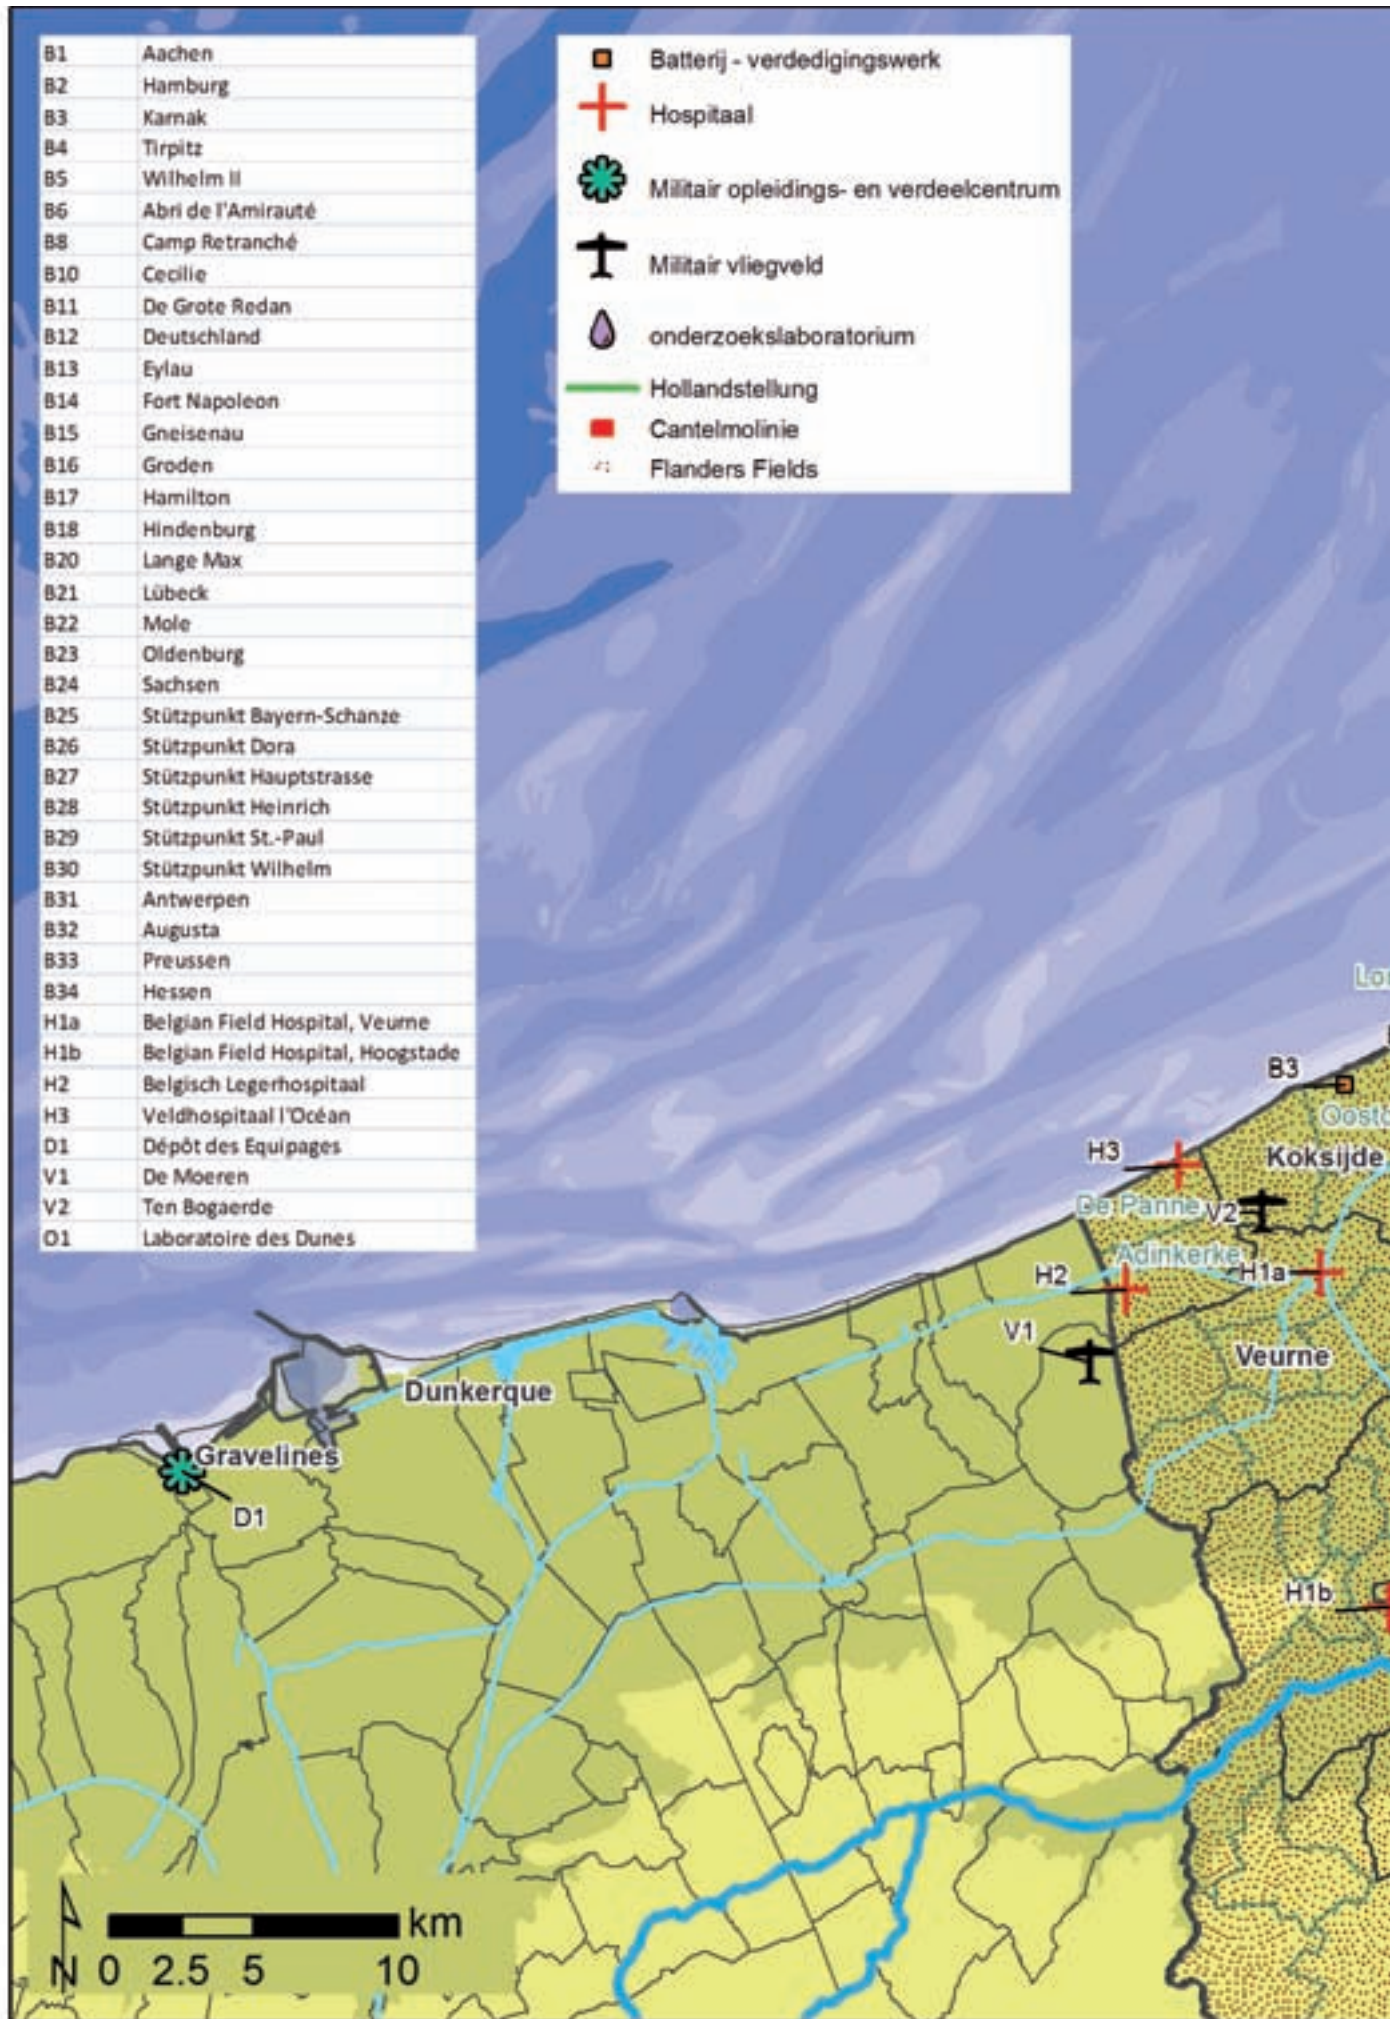 B1 Aachen
B2 Hamburg
B3 Karnak
B4 Tirpitz
B5 Wilhelm II
B6 Abri de l'Amirauté
B8 Camp Retranché
B10 Cecilie
B11 De Grote Redan
B12 Deutschland
B13 Eylau
B14 Fort Napoleon
B15 Gneisenau
B16 Groden
B17 Hamilton
B18 Hindenburg
B20 Lange Max
B21 Lübeck
B22 Mole
B23 Oldenburg
B24 Sachsen
B25 Stützpunkt Bayern-Schanze
B26 Stützpunkt Dora
B27 Stützpunkt Hauptstrasse
B28 Stützpunkt Heinrich
B29 Stützpunkt St.-Paul
B30 Stützpunkt Wilhelm
B31 Antwerpen
B32 Augusta
B33 Preussen
B34 Hessen
H1a Belgian Field Hospital, Veurne
H1b Belgian Field Hospital, Hoogstade
H2 Belgisch Legerhospitaal
H3 Veldhospitaal l'Océan
D1 Dépôt des Equipages
V1 De Moeren
V2 Ten Bogaerde
O1 Laboratoire des Dunes
Batterij - verdedigingswerk
Hospitaal
Militair opleidings- en verdeelcentrum
Militair vliegveld
onderzoekslaboratorium
Hollandstellung
Cantelmolinie
Flanders Fields
B3
H3
Koksijde
De Panne
V2
Adinkerke
H1a
H2
V1
Veurne
Dunkerque
Gravelines
D1
H1b
km
N 0 2.5 5 10